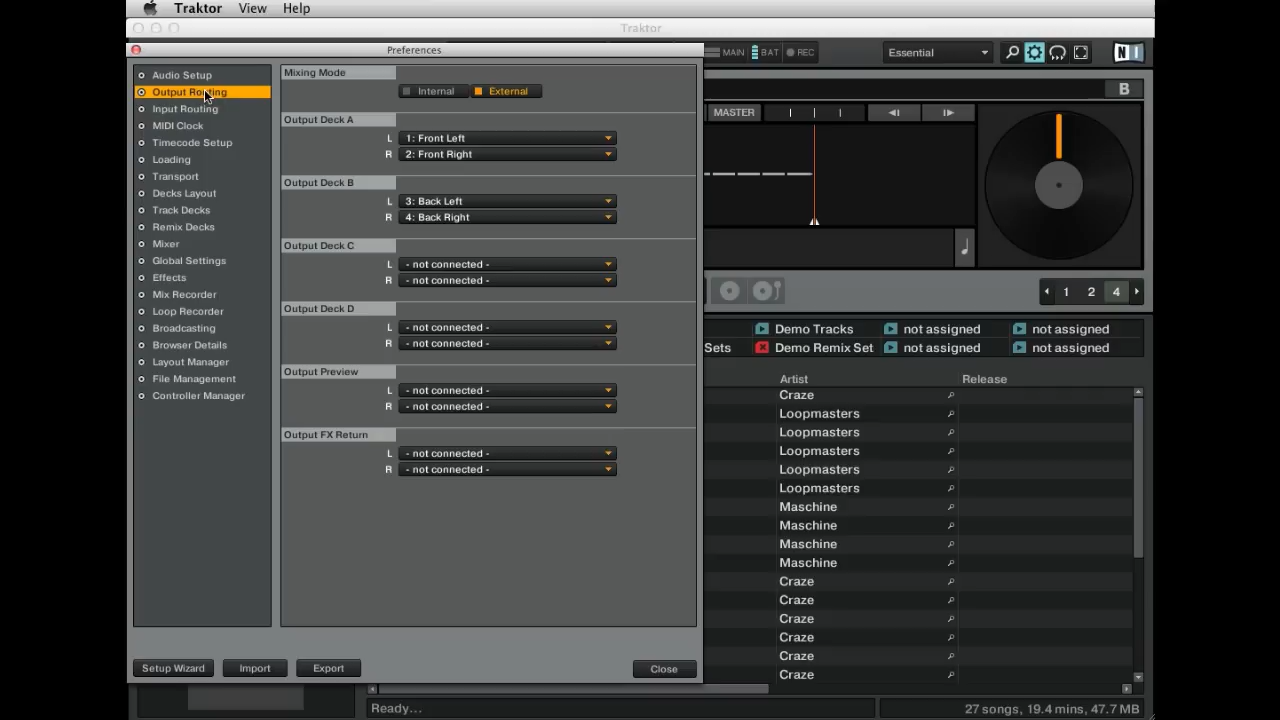 Traktor View Help
Traktor
Preferences
MAIN BAT REC
Essential
NI
Audio Setup
Output Routing
Input Routing
MIDI Clock
Timecode Setup
Loading
Transport
Decks Layout
Track Decks
Remix Decks
Mixer
Global Settings
Effects
Mix Recorder
Loop Recorder
Broadcasting
Browser Details
Layout Manager
File Management
Controller Manager
Mixing Mode
Internal External
Output Deck A
L 1: Front Left
R 2: Front Right
Output Deck B
L 3: Back Left
R 4: Back Right
Output Deck C
L - not connected -
R - not connected -
Output Deck D
L - not connected -
R - not connected -
Output Preview
L - not connected -
R - not connected -
Output FX Return
L - not connected -
R - not connected -
Setup Wizard Import Export Close
B
MASTER
1 2 4
Demo Tracks not assigned not assigned
Sets Demo Remix Set not assigned not assigned
Artist Release
Craze
Loopmasters
Loopmasters
Loopmasters
Loopmasters
Loopmasters
Maschine
Maschine
Maschine
Maschine
Craze
Craze
Craze
Craze
Craze
Craze
Ready...
27 songs, 19.4 mins, 47.7 MB